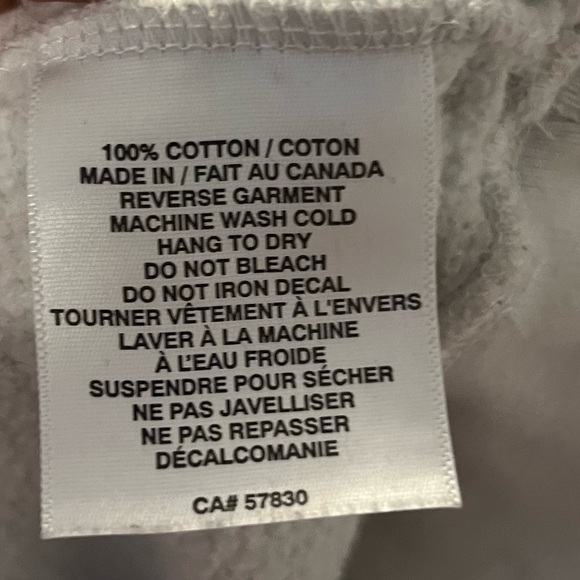 100% COTTON / COTON
MADE IN / FAIT AU CANADA
REVERSE GARMENT
MACHINE WASH COLD
HANG TO DRY
DO NOT BLEACH
DO NOT IRON DECAL
TOURNER VÊTEMENT À L'ENVERS
LAVER À LA MACHINE
À L'EAU FROIDE
SUSPENDRE POUR SÉCHER
NE PAS JAVELLISER
NE PAS REPASSER
DÉCALCOMANIE
CA# 57830